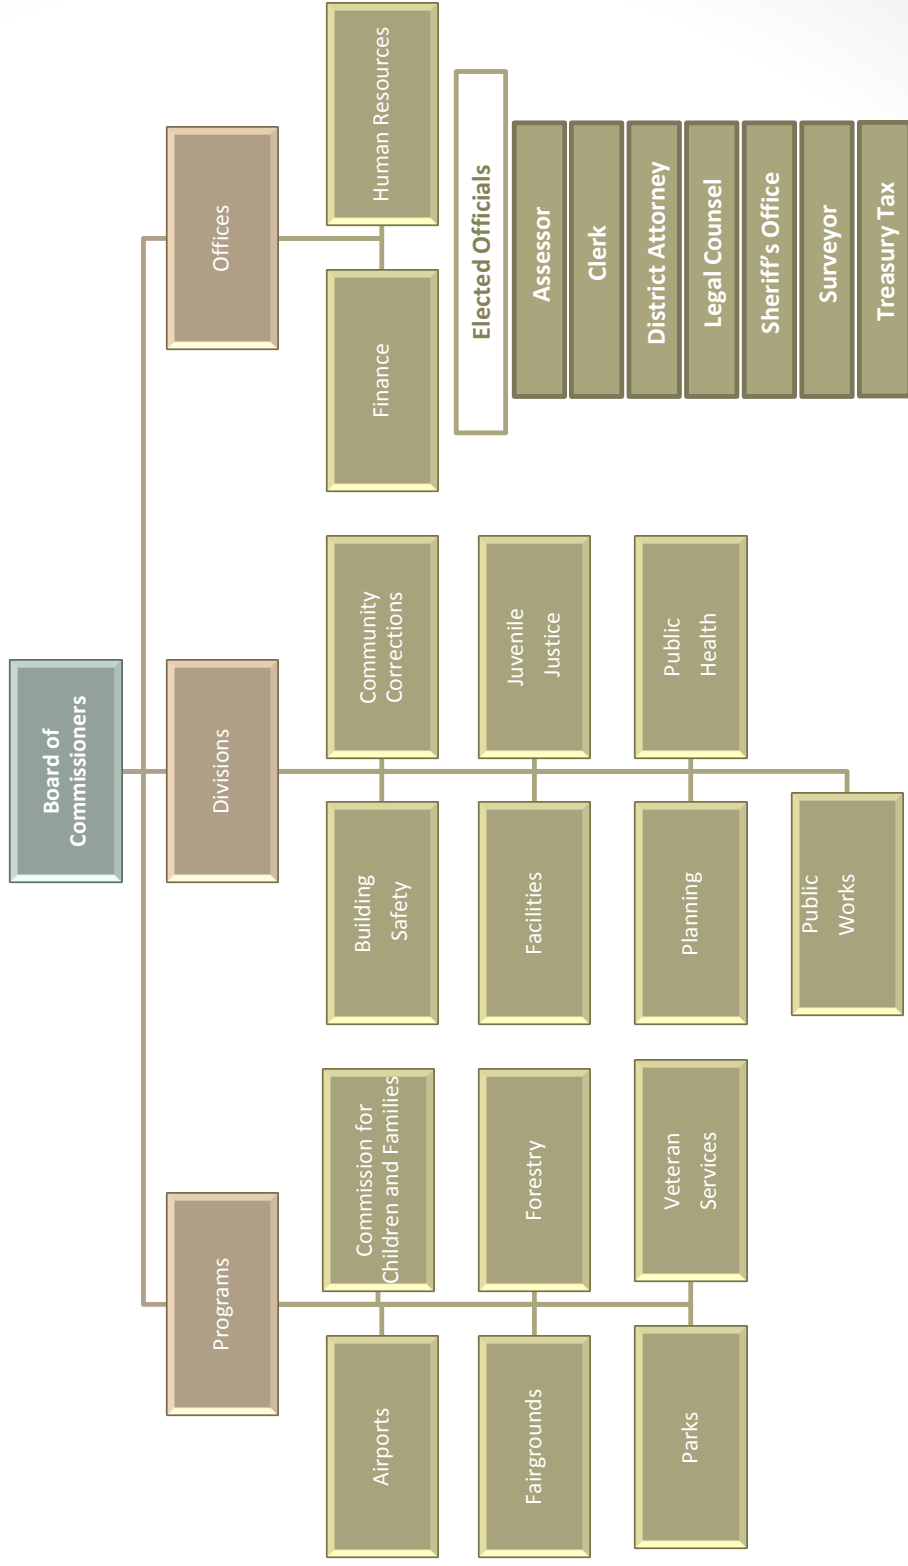 Board of
Commissioners
Programs
Divisions
Offices
Airports
Commission for
Children and Families
Fairgrounds
Forestry
Parks
Veteran
Services
Building
Safety
Community
Corrections
Facilities
Juvenile
Justice
Planning
Public
Health
Public
Works
Finance
Human Resources
Elected Officials
Assessor
Clerk
District Attorney
Legal Counsel
Sheriff's Office
Surveyor
Treasury Tax